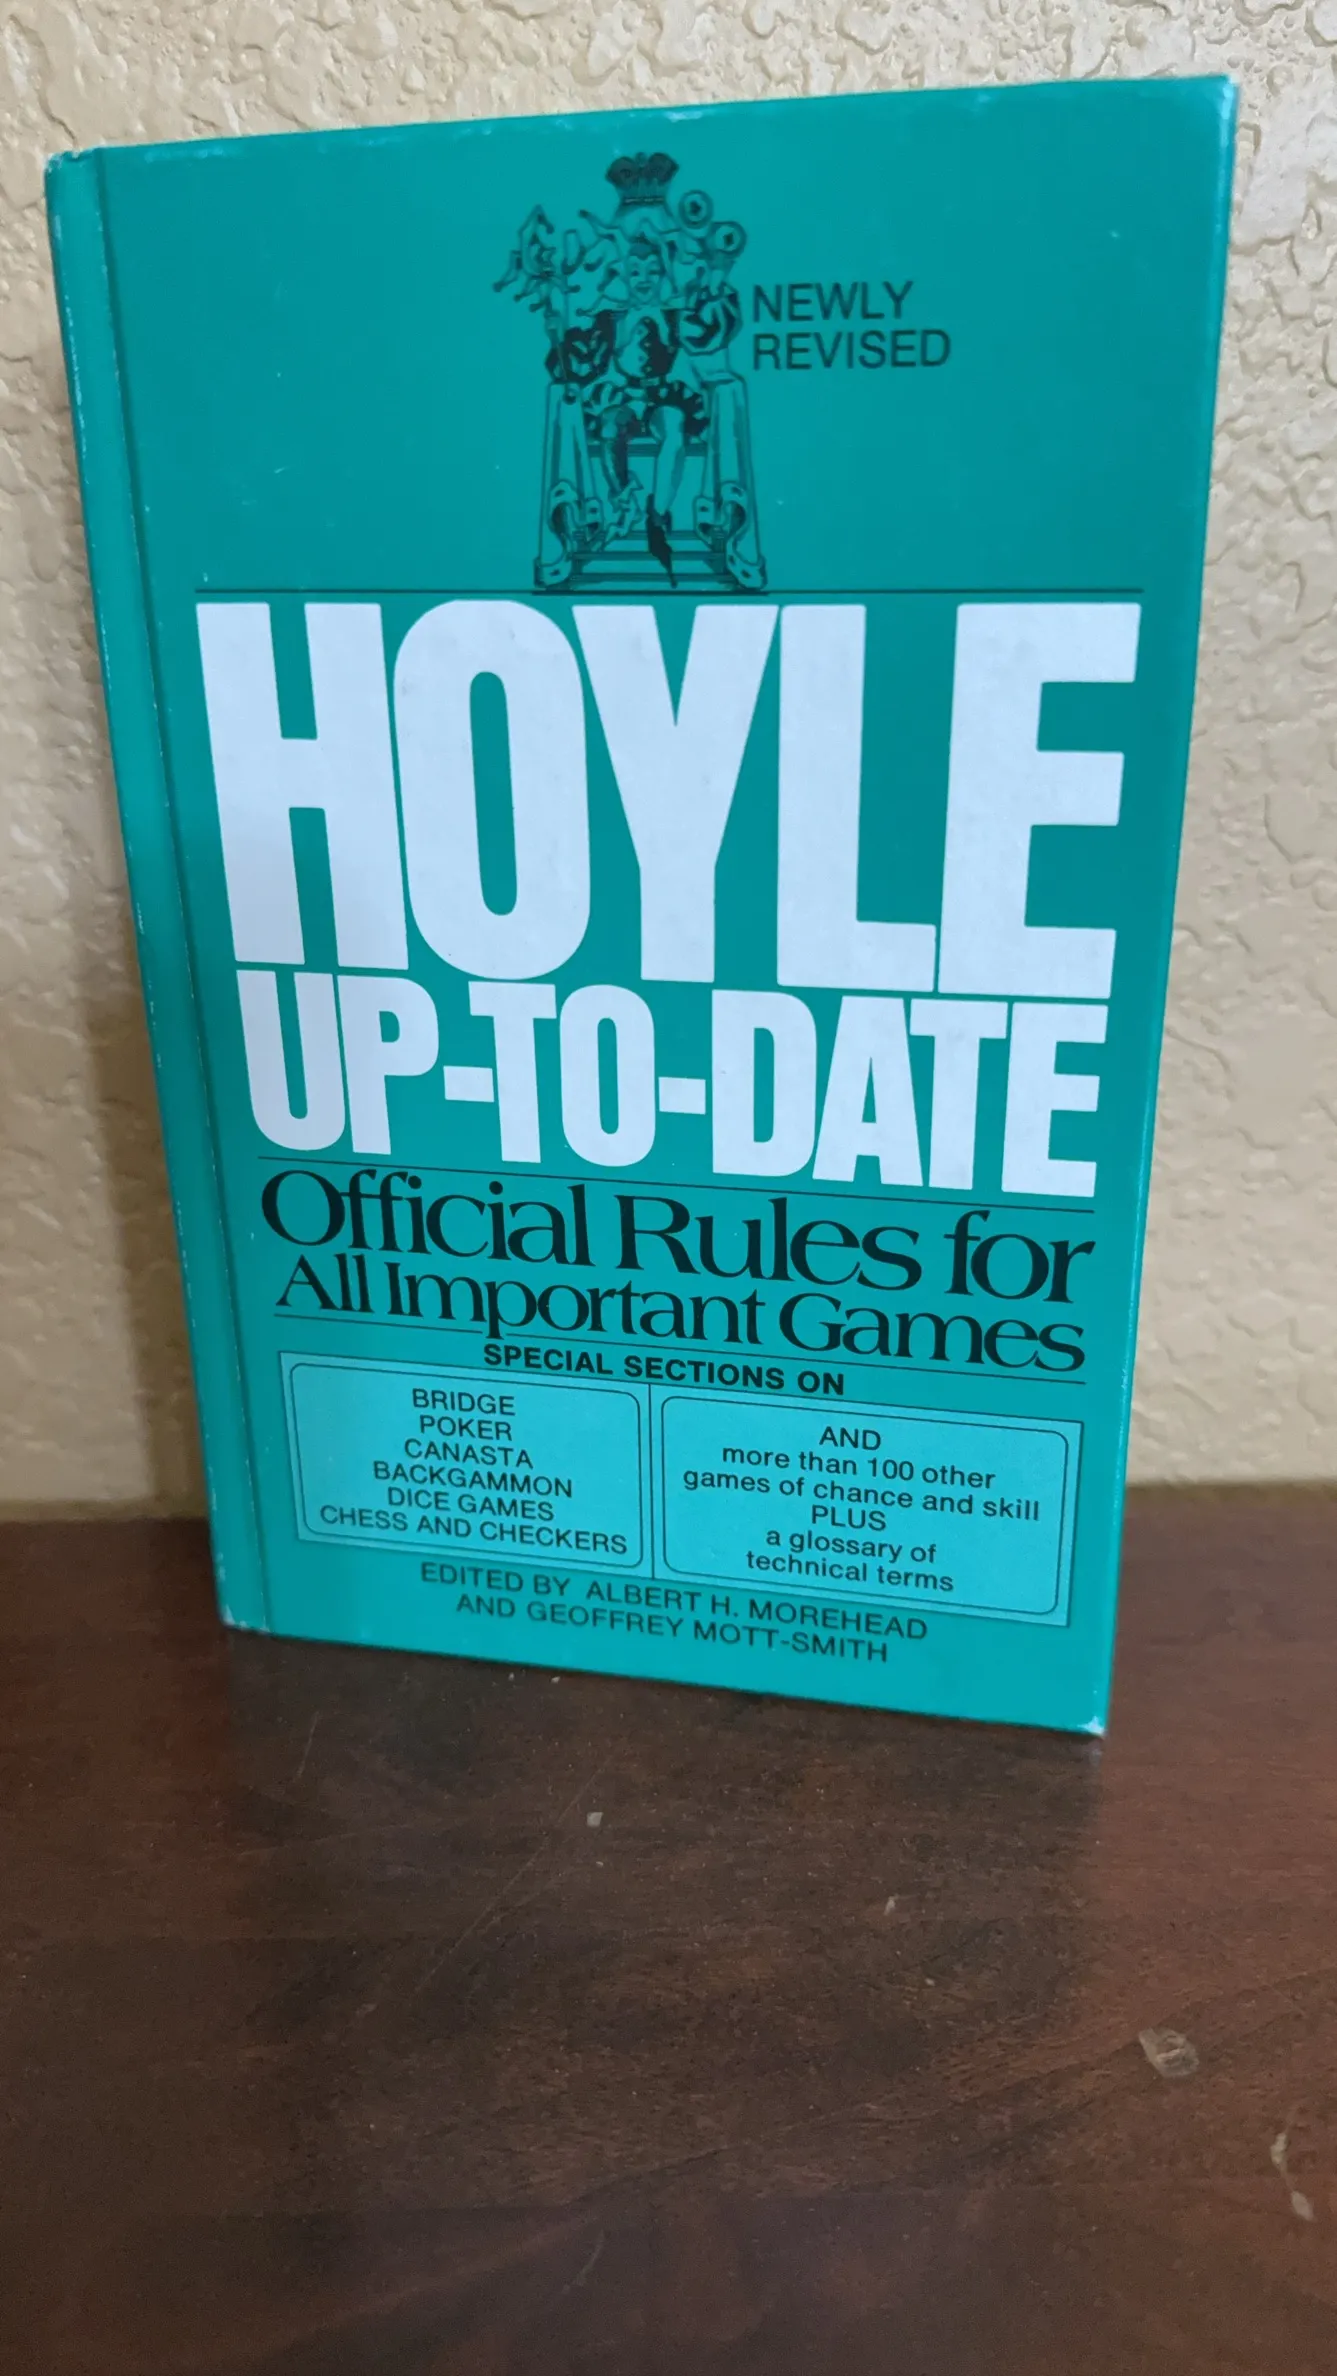 NEWLY
REVISED
HOYLE
UP-TO-DATE
Official Rules for
All Important Games
SPECIAL SECTIONS ON
BRIDGE
POKER
CANASTA
BACKGAMMON
DICE GAMES
CHESS AND CHECKERS
AND
more than 100 other
games of chance and skill
PLUS
a glossary of
technical terms
EDITED BY ALBERT H. MOREHEAD
AND GEOFFREY MOTT-SMITH